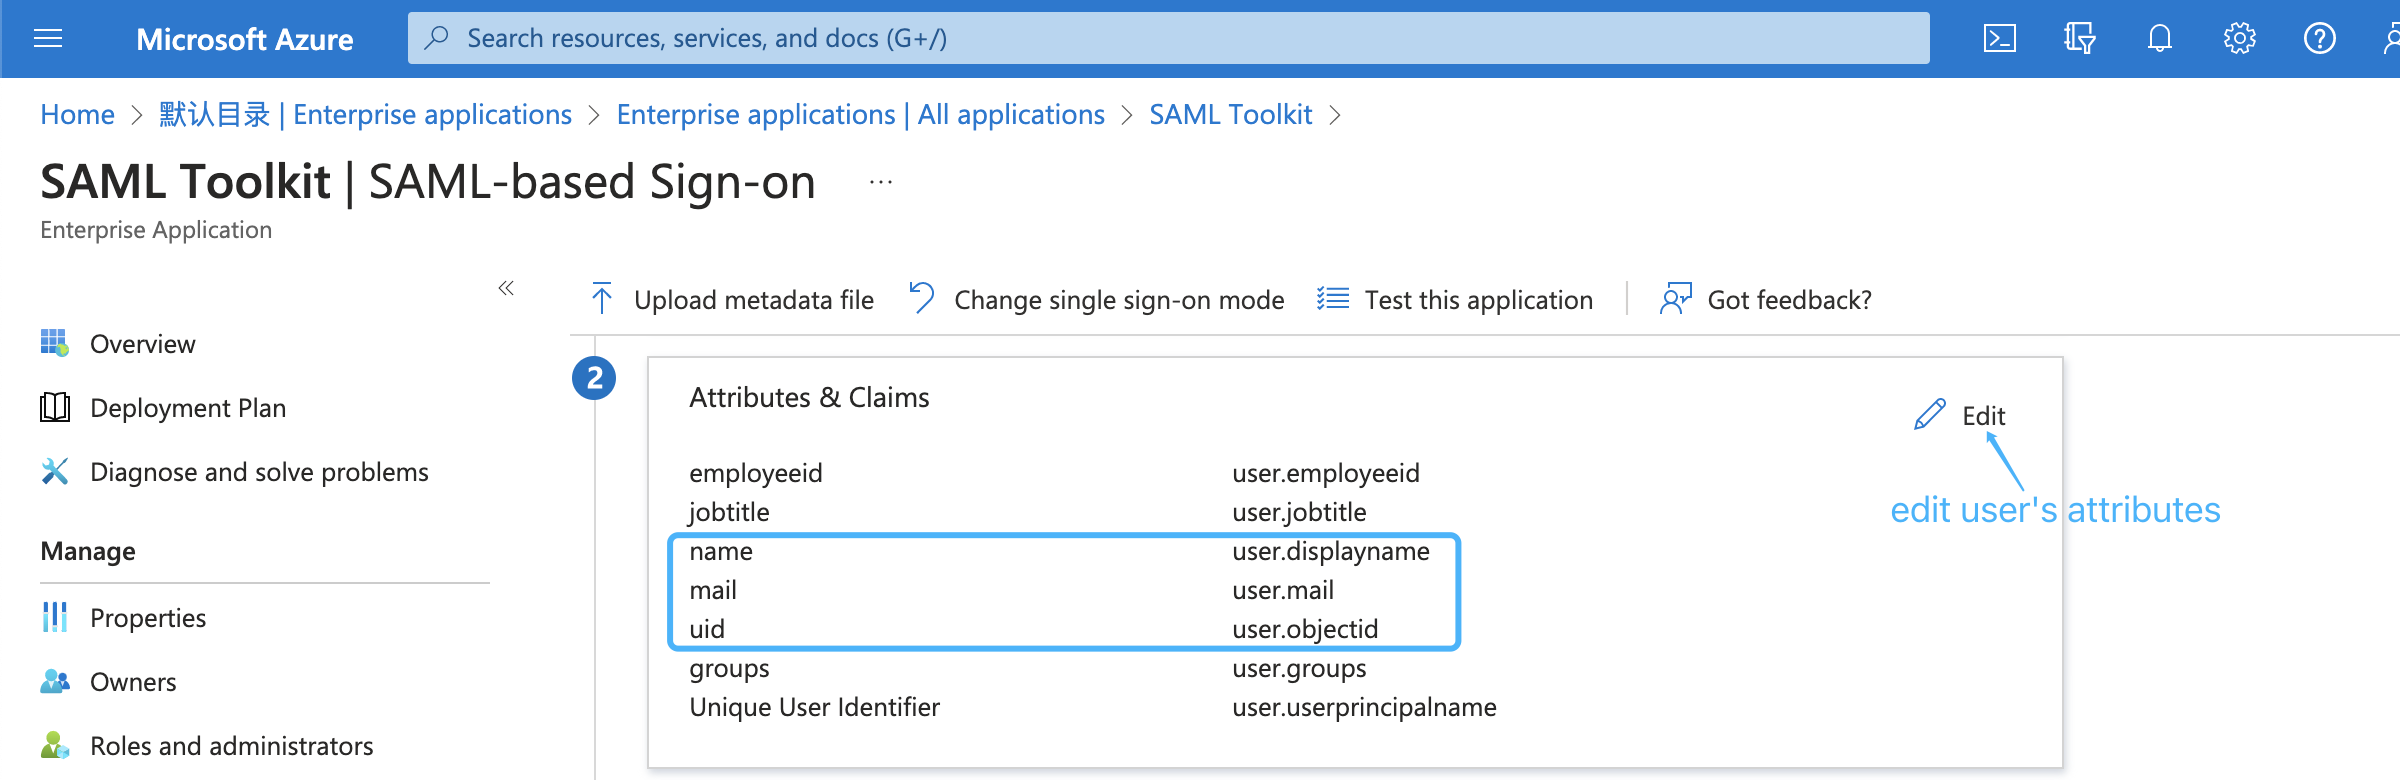 Microsoft Azure
Search resources, services, and docs (G+/)
Home > 默认目录 | Enterprise applications > Enterprise applications | All applications > SAML Toolkit >
SAML Toolkit | SAML-based Sign-on ...
Enterprise Application
«
Upload metadata file Change single sign-on mode Test this application | Got feedback?
Overview
Deployment Plan
Diagnose and solve problems
Manage
Properties
Owners
Roles and administrators
2
Attributes & Claims
Edit
edit user's attributes
employeeid user.employeeid
jobtitle user.jobtitle
name user.displayname
mail user.mail
uid user.objectid
groups user.groups
Unique User Identifier user.userprincipalname